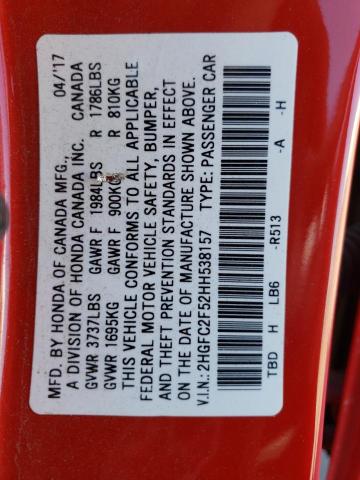 MFD. BY HONDA OF CANADA MFG., 04/'17
A DIVISION OF HONDA CANADA INC. CANADA
GVWR 3737LBS GAWR F 1984LBS R 1786LBS
GVWR 1695KG GAWR F 900KG R 810KG
THIS VEHICLE CONFORMS TO ALL APPLICABLE
FEDERAL MOTOR VEHICLE SAFETY, BUMPER,
AND THEFT PREVENTION STANDARDS IN EFFECT
ON THE DATE OF MANUFACTURE SHOWN ABOVE.
V.I.N.: 2HGFC2F52HH538157 TYPE: PASSENGER CAR
TBD H LB6 -R513 -A -H